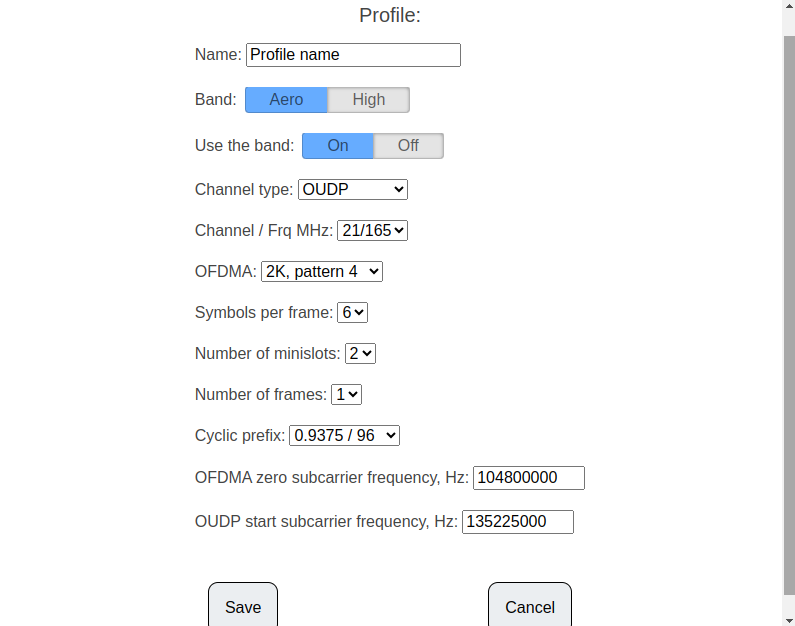 Profile:
Name: Profile name
Band: Aero High
Use the band: On Off
Channel type: OUDP
Channel / Frq MHz: 21/165
OFDMA: 2K, pattern 4
Symbols per frame: 6
Number of minislots: 2
Number of frames: 1
Cyclic prefix: 0.9375 / 96
OFDMA zero subcarrier frequency, Hz: 104800000
OUDP start subcarrier frequency, Hz: 135225000
Save Cancel